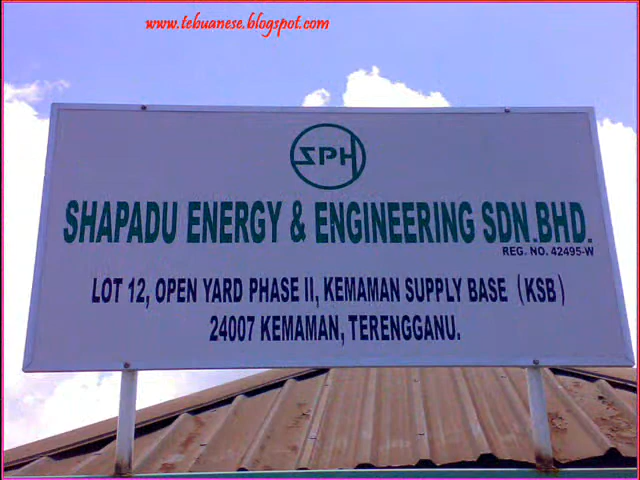 www.tebuanese.blogspot.com
SPH
SHAPADU ENERGY & ENGINEERING SDN.BHD.
REG. NO. 42495-W
LOT 12, OPEN YARD PHASE II, KEMAMAN SUPPLY BASE (KSB)
24007 KEMAMAN, TERENGGANU.